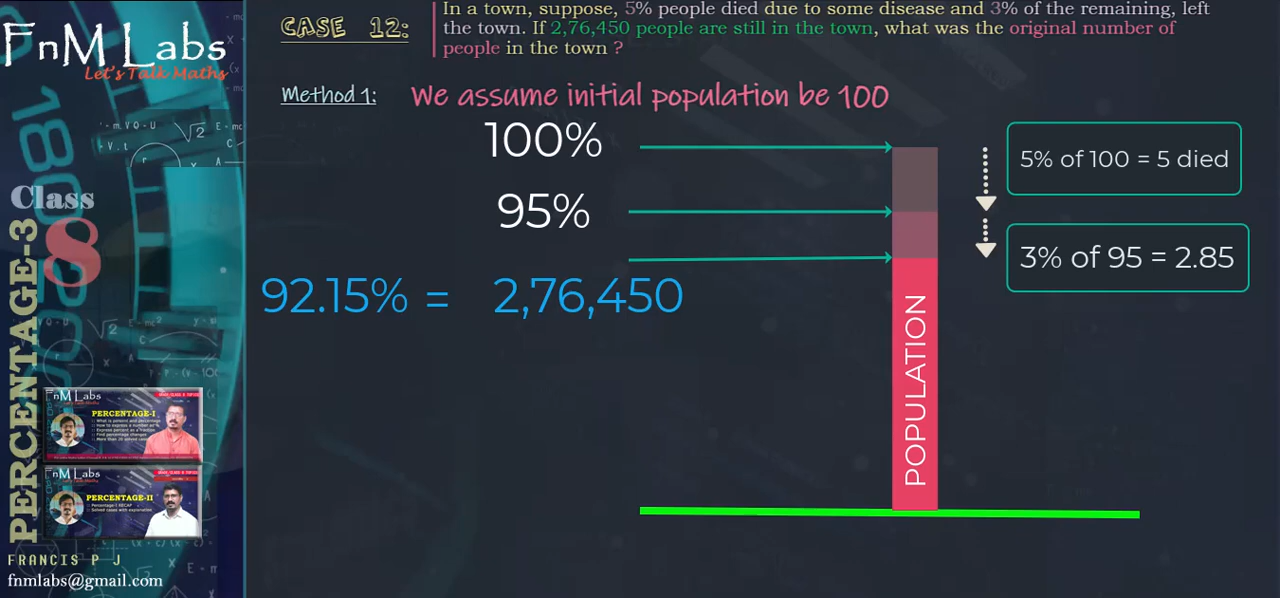 FnM Labs
Let's Talk Maths
CASE 12:
In a town, suppose, 5% people died due to some disease and 3% of the remaining, left
the town. If 2,76,450 people are still in the town, what was the original number of
people in the town ?
Method 1:
We assume initial population be 100
100%
5% of 100 = 5 died
95%
3% of 95 = 2.85
92.15% = 2,76,450
POPULATION
Class
8
PERCENTAGE-3
FnM Labs
PERCENTAGE-I
FnM Labs
PERCENTAGE-II
FRANCIS P J
fnmlabs@gmail.com